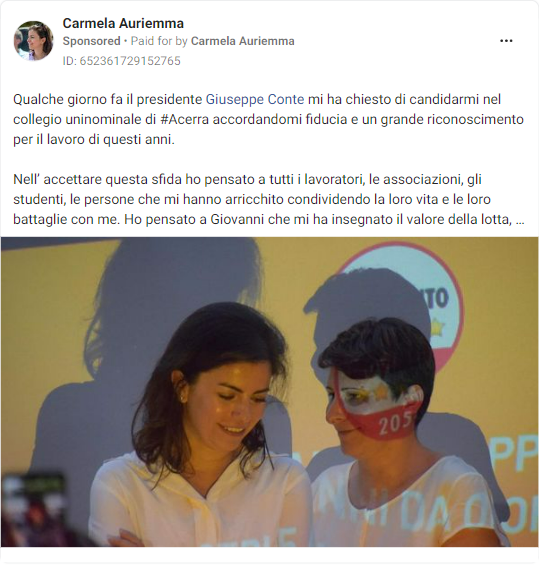 Carmela Auriemma
Sponsored • Paid for by Carmela Auriemma
ID: 652361729152765
Qualche giorno fa il presidente Giuseppe Conte mi ha chiesto di candidarmi nel
collegio uninominale di #Acerra accordandomi fiducia e un grande riconoscimento
per il lavoro di questi anni.
Nell' accettare questa sfida ho pensato a tutti i lavoratori, le associazioni, gli
studenti, le persone che mi hanno arricchito condividendo la loro vita e le loro
battaglie con me. Ho pensato a Giovanni che mi ha insegnato il valore della lotta, ...
205
DA